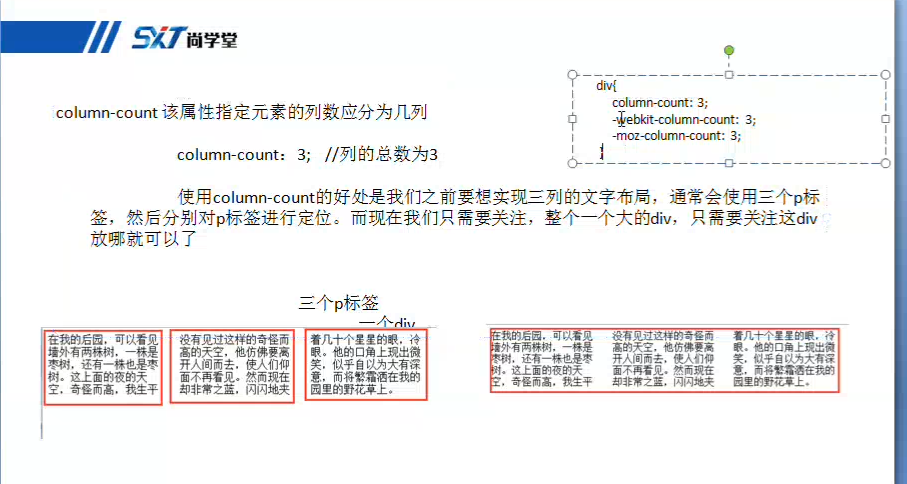 SXT尚学堂
div{
column-count: 3;
-webkit-column-count: 3;
-moz-column-count: 3;
}
column-count 该属性指定元素的列数应分为几列
column-count：3; //列的总数为3
使用column-count的好处是我们之前要想实现三列的文字布局，通常会使用三个p标
签，然后分别对p标签进行定位。而现在我们只需要关注，整个一个大的div，只需要关注这div
放哪就可以了
三个p标签
一个div
在我的后园，可以看见
墙外有两株树，一株是
枣树，还有一株也是枣
树。这上面的夜的天
空，奇怪而高，我生平
没有见过这样的奇怪而
高的天空，他仿佛要离
开人间而去，使人们仰
面不再看见。然而现在
却非常之蓝，闪闪地夹
着几十个星星的眼，冷
眼。他的口角上现出微
笑，似乎自以为大有深
意，而将繁霜洒在我的
园里的野花草上。
在我的后园，可以看见
墙外有两株树，一株是
枣树，还有一株也是枣
树。这上面的夜的天
空，奇怪而高，我生平
没有见过这样的奇怪而
高的天空，他仿佛要离
开人间而去，使人们仰
面不再看见。然而现在
却非常之蓝，闪闪地夹
着几十个星星的眼，冷
眼。他的口角上现出微
笑，似乎自以为大有深
意，而将繁霜洒在我的
园里的野花草上。